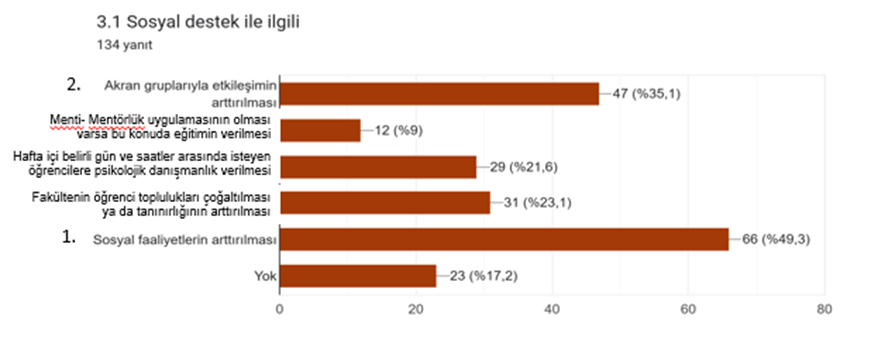 3.1 Sosyal destek ile ilgili
134 yanıt
2. Akran gruplarıyla etkileşimin
arttırılması
47 (%35,1)
Menti- Mentörlük uygulamasının olması
varsa bu konuda eğitimin verilmesi
12 (%9)
Hafta içi belirli gün ve saatler arasında isteyen
öğrencilere psikolojik danışmanlık verilmesi
29 (%21,6)
Fakültenin öğrenci toplulukları çoğaltılması
ya da tanınırlığının arttırılması
31 (%23,1)
1. Sosyal faaliyetlerin arttırılması
66 (%49,3)
Yok
23 (%17,2)
0 20 40 60 80